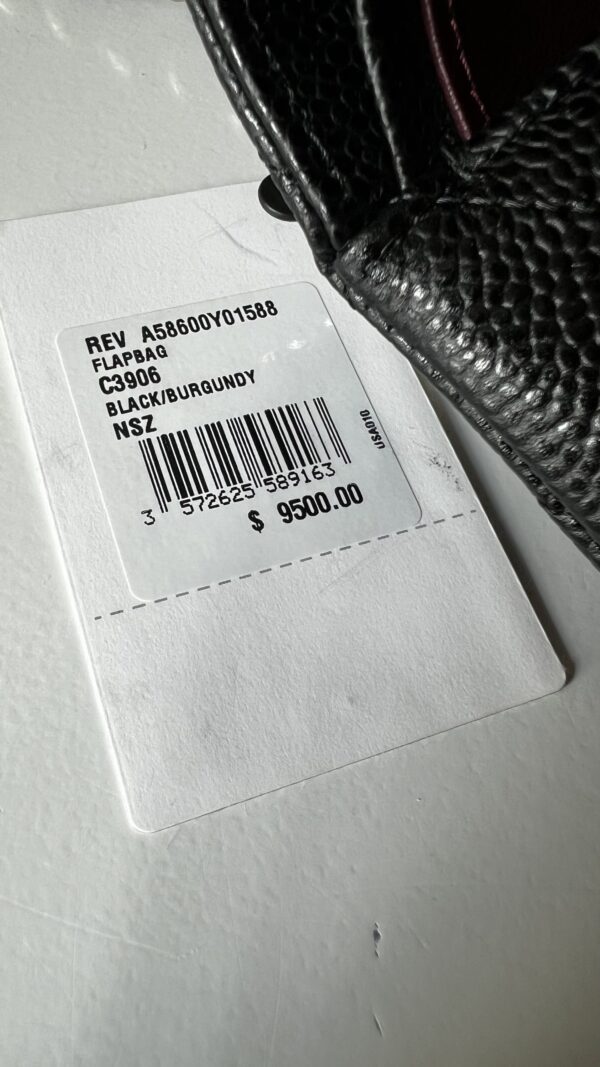 REV A58600Y01588
FLAPBAG
C3906
BLACK/BURGUNDY
NSZ
USA010
3 572625 589163
$ 9500.00